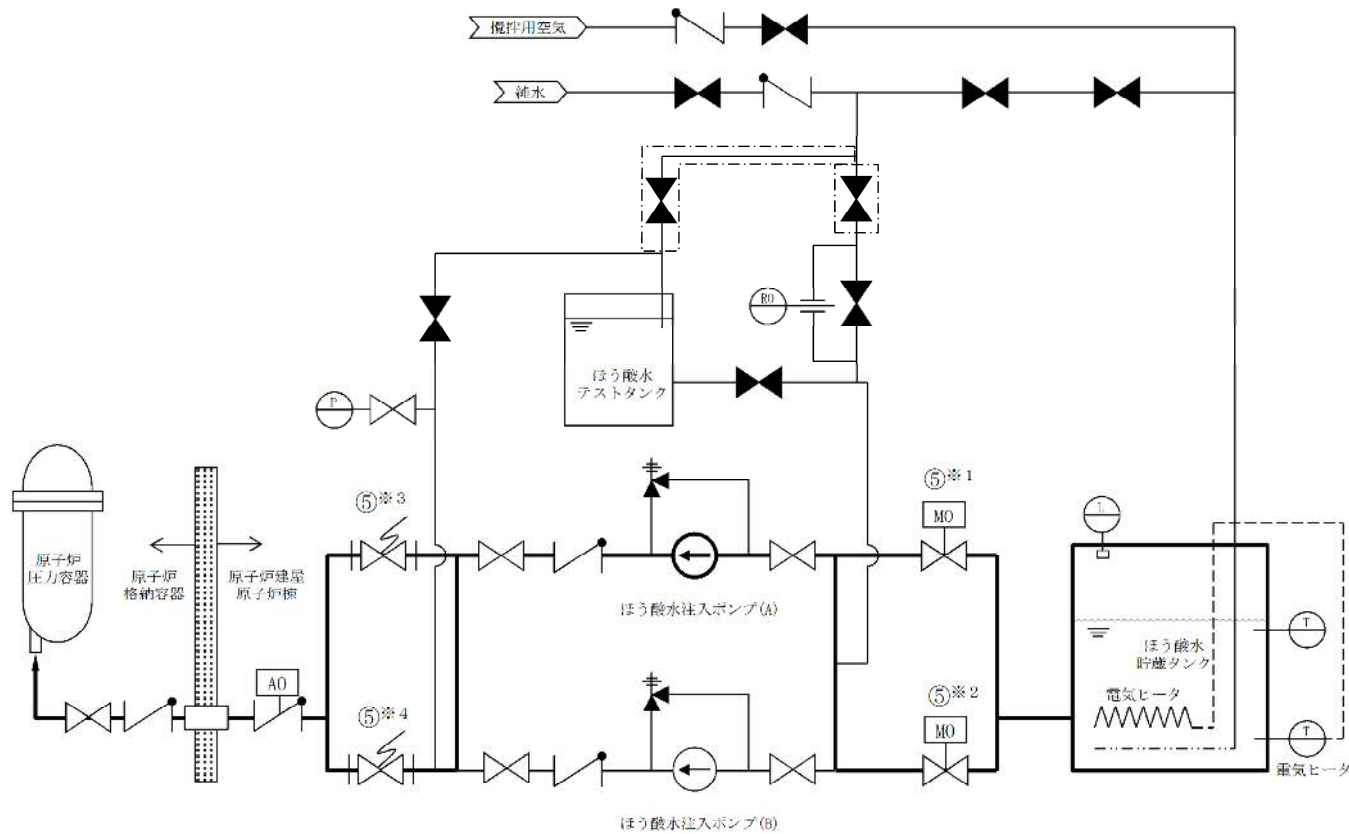 攪拌用空気
純水
RO
ほう酸水
テストタンク
P
⑤※3
⑤※1
MO
L
原子炉
圧力容器
原子炉
格納容器
原子炉建屋
原子炉棟
ほう酸水注入ポンプ(A)
T
ほう酸水
貯蔵タンク
AO
⑤※4
⑤※2
MO
電気ヒータ
T
電気ヒータ
ほう酸水注入ポンプ(B)